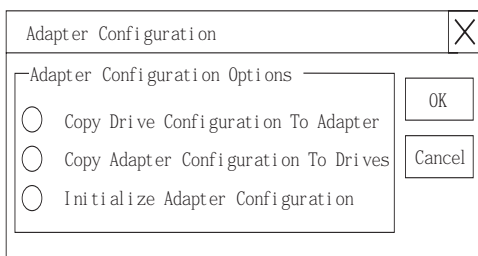 Adapter Configuration
Adapter Configuration Options
Copy Drive Configuration To Adapter
Copy Adapter Configuration To Drives
Initialize Adapter Configuration
OK
Cancel